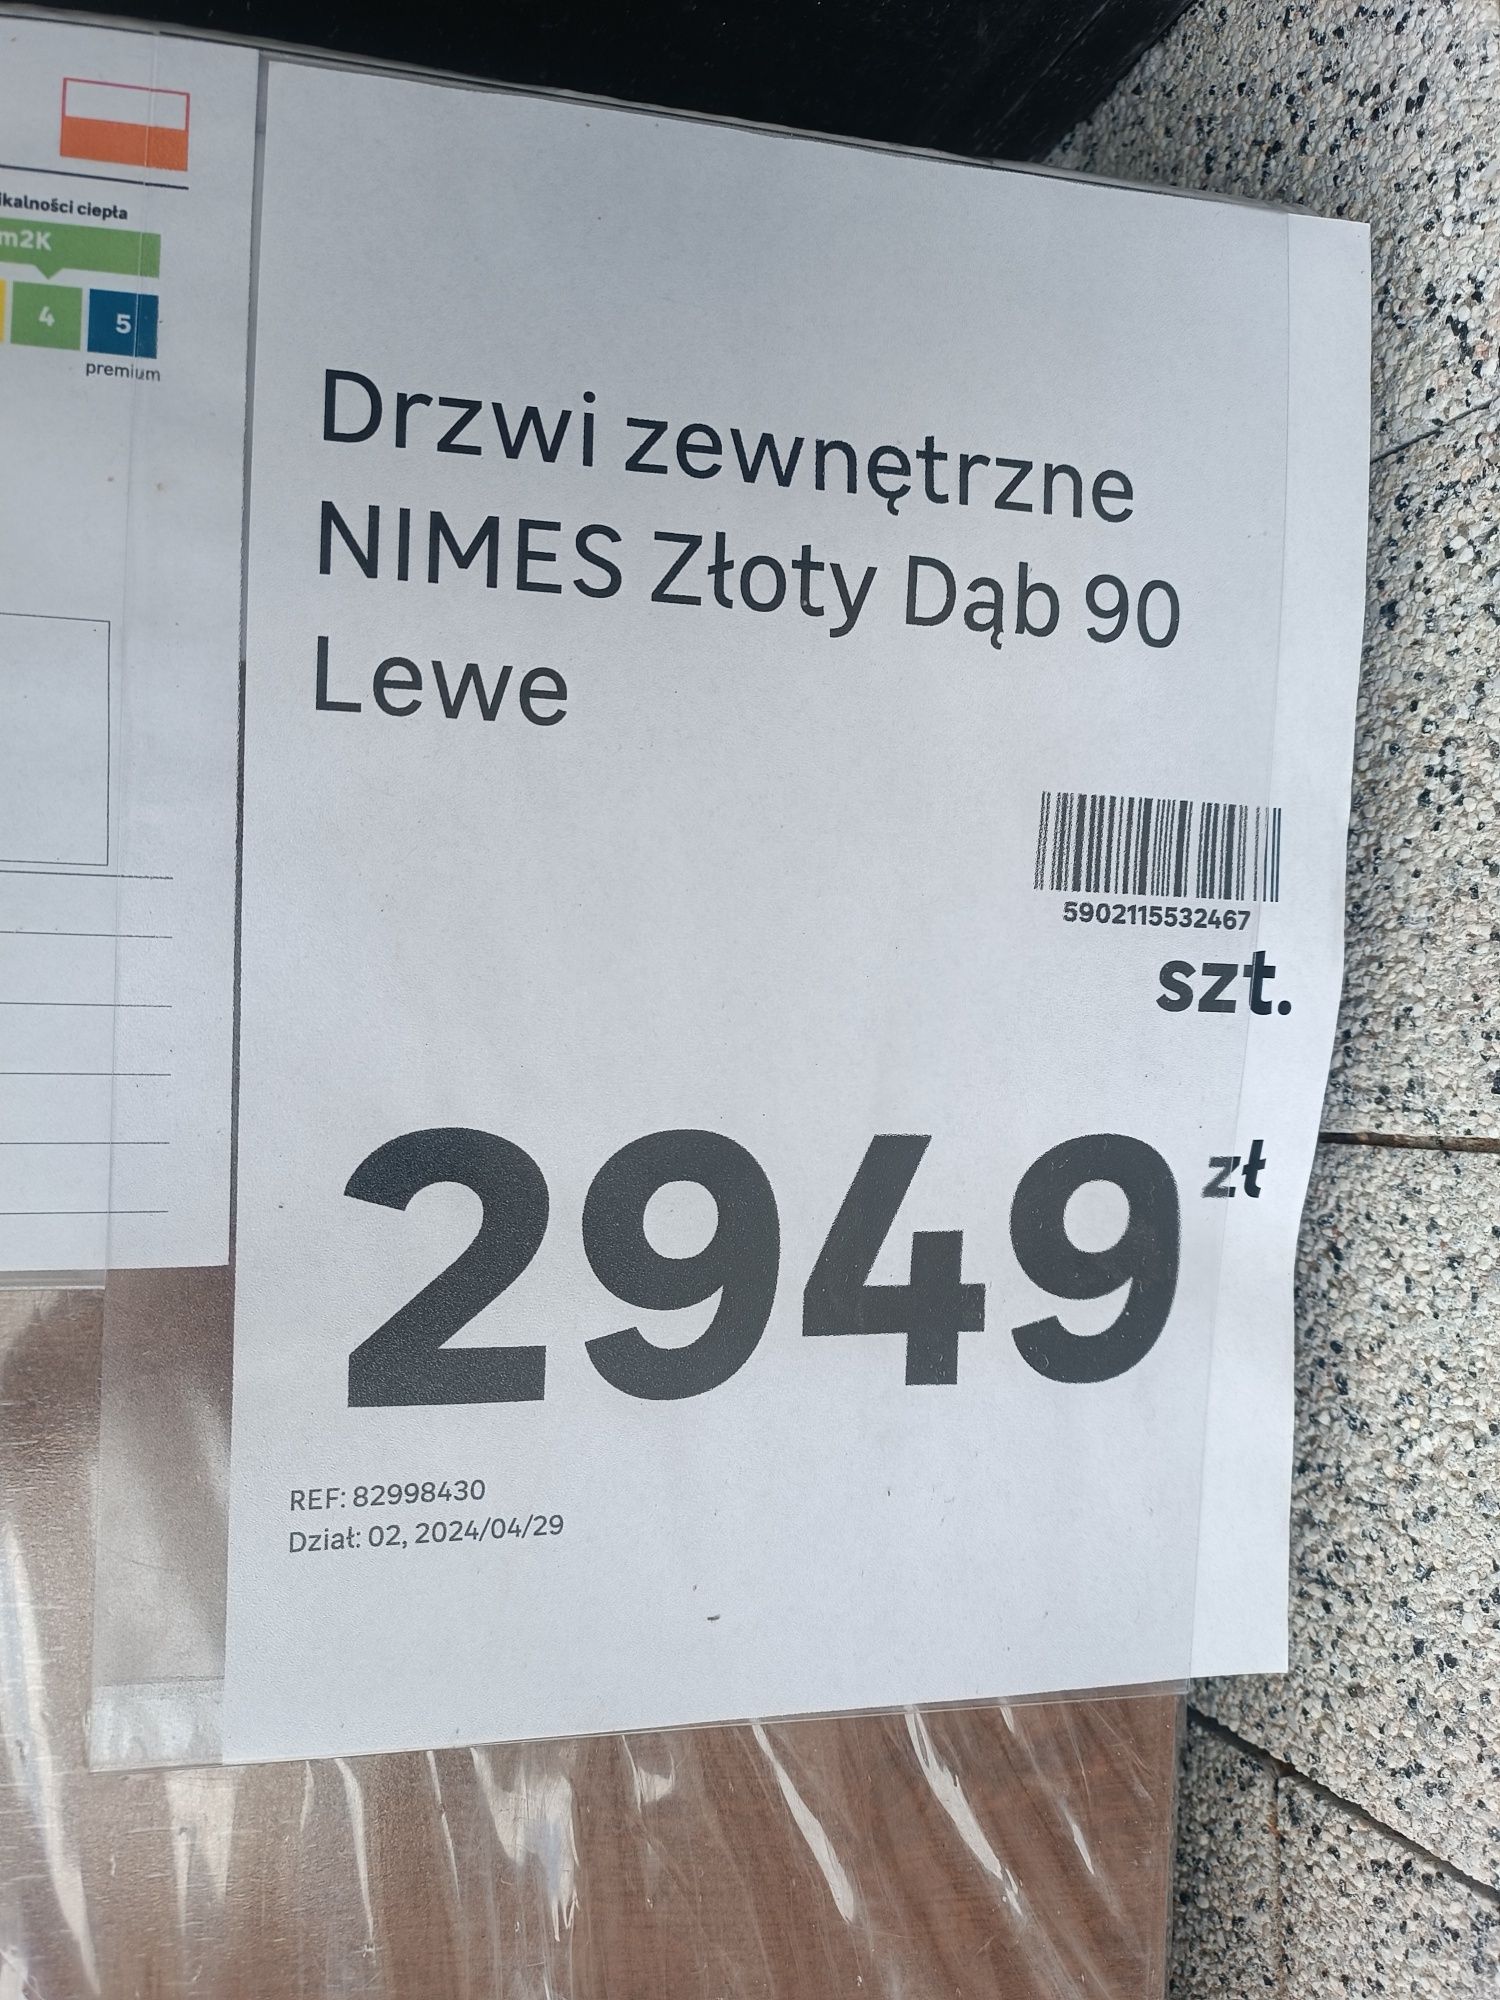 ikalności ciepła
m2K
4
5
premium
Drzwi zewnętrzne
NIMES Złoty Dąb 90
Lewe
5902115532467
szt.
2949 zł
REF: 82998430
Dział: 02, 2024/04/29